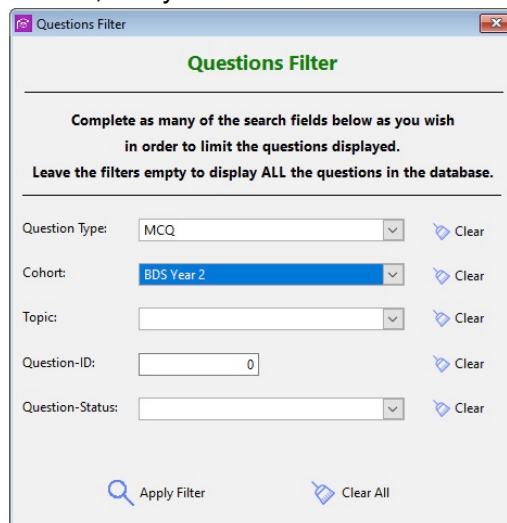 Questions Filter
Questions Filter
Complete as many of the search fields below as you wish
in order to limit the questions displayed.
Leave the filters empty to display ALL the questions in the database.
Question Type: MCQ Clear
Cohort: BDS Year 2 Clear
Topic: Clear
Question-ID: 0 Clear
Question-Status: Clear
Apply Filter Clear All